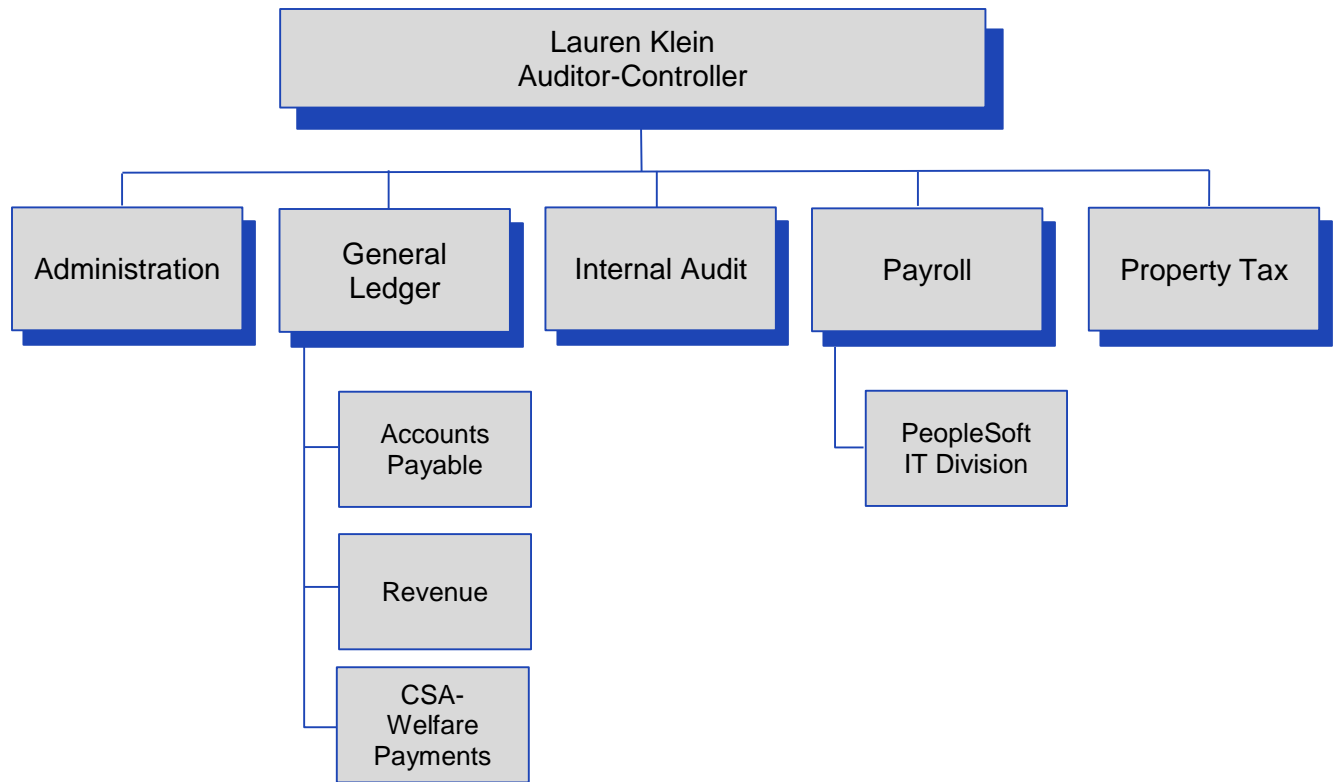 Lauren Klein
Auditor-Controller
Administration
General
Ledger
Internal Audit
Payroll
Property Tax
Accounts
Payable
PeopleSoft
IT Division
Revenue
CSA-
Welfare
Payments